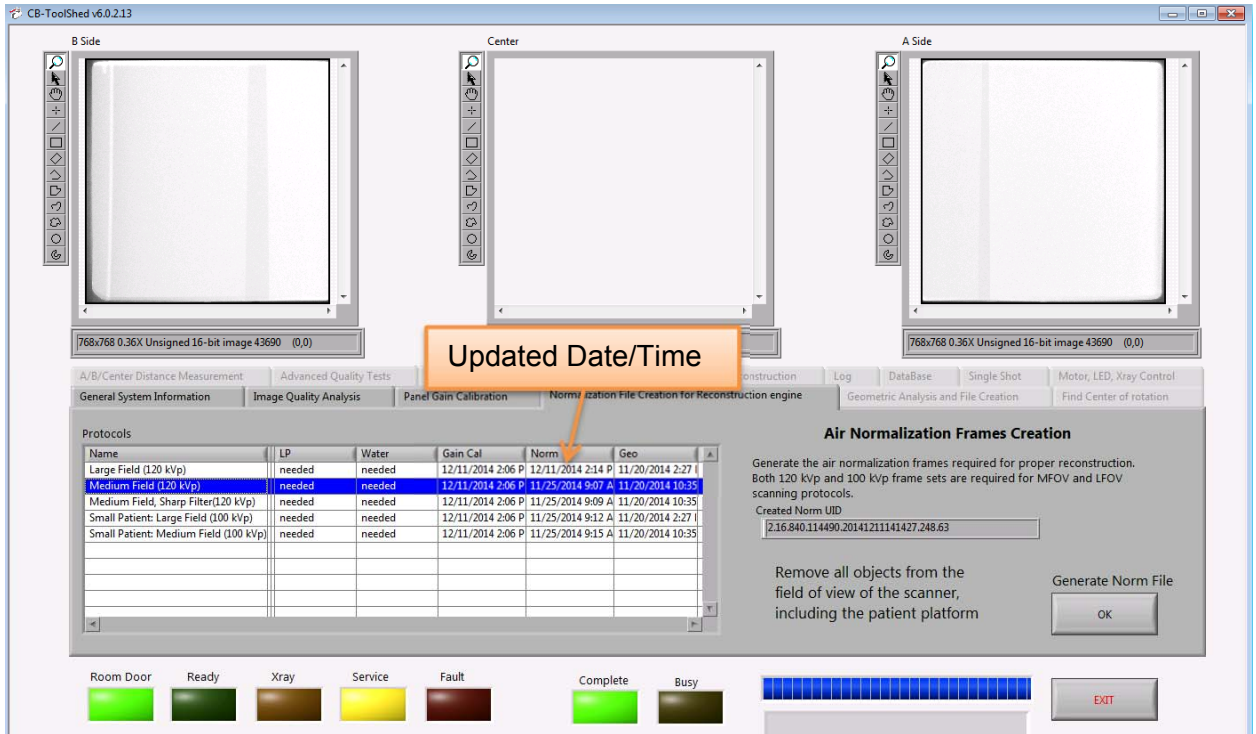 CB-ToolShed v6.0.2.13
B Side
Center
A Side
768x768 0.36X Unsigned 16-bit image 43690 (0,0)
768x768 0.36X Unsigned 16-bit image 43690 (0,0)
Updated Date/Time
A/B/Center Distance Measurement
Advanced Quality Tests
Log
DataBase
Single Shot
Motor, LED, Xray Control
General System Information
Image Quality Analysis
Panel Gain Calibration
Normalization File Creation for Reconstruction engine
Geometric Analysis and File Creation
Find Center of rotation
Protocols
Name LP Water Gain Cal Norm Geo
Large Field (120 kVp) needed needed 12/11/2014 2:06 P 12/11/2014 2:14 P 11/20/2014 2:27
Medium Field (120 kVp) needed needed 12/11/2014 2:06 P 11/25/2014 9:07 A 11/20/2014 10:35
Medium Field, Sharp Filter(120 kVp) needed needed 12/11/2014 2:06 P 11/25/2014 9:09 A 11/20/2014 10:35
Small Patient: Large Field (100 kVp) needed needed 12/11/2014 2:06 P 11/25/2014 9:12 A 11/20/2014 2:27
Small Patient: Medium Field (100 kVp) needed needed 12/11/2014 2:06 P 11/25/2014 9:15 A 11/20/2014 10:35
Air Normalization Frames Creation
Generate the air normalization frames required for proper reconstruction.
Both 120 kVp and 100 kVp frame sets are required for MFOV and LFOV
scanning protocols.
Created Norm UID
2.16.840.114490.20141211141427.248.63
Remove all objects from the
field of view of the scanner,
including the patient platform
Generate Norm File
OK
Room Door
Ready
Xray
Service
Fault
Complete
Busy
EXIT